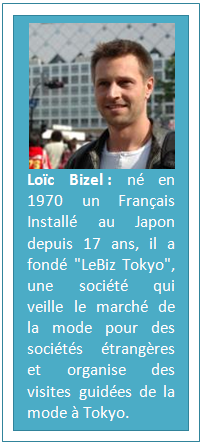 Loïc Bizel : né en
1970 un Français
Installé au Japon
depuis 17 ans, il a
fondé "LeBiz Tokyo",
une société qui
veille le marché de
la mode pour des
sociétés étrangères
et organise des
visites guidées de la
mode à Tokyo.